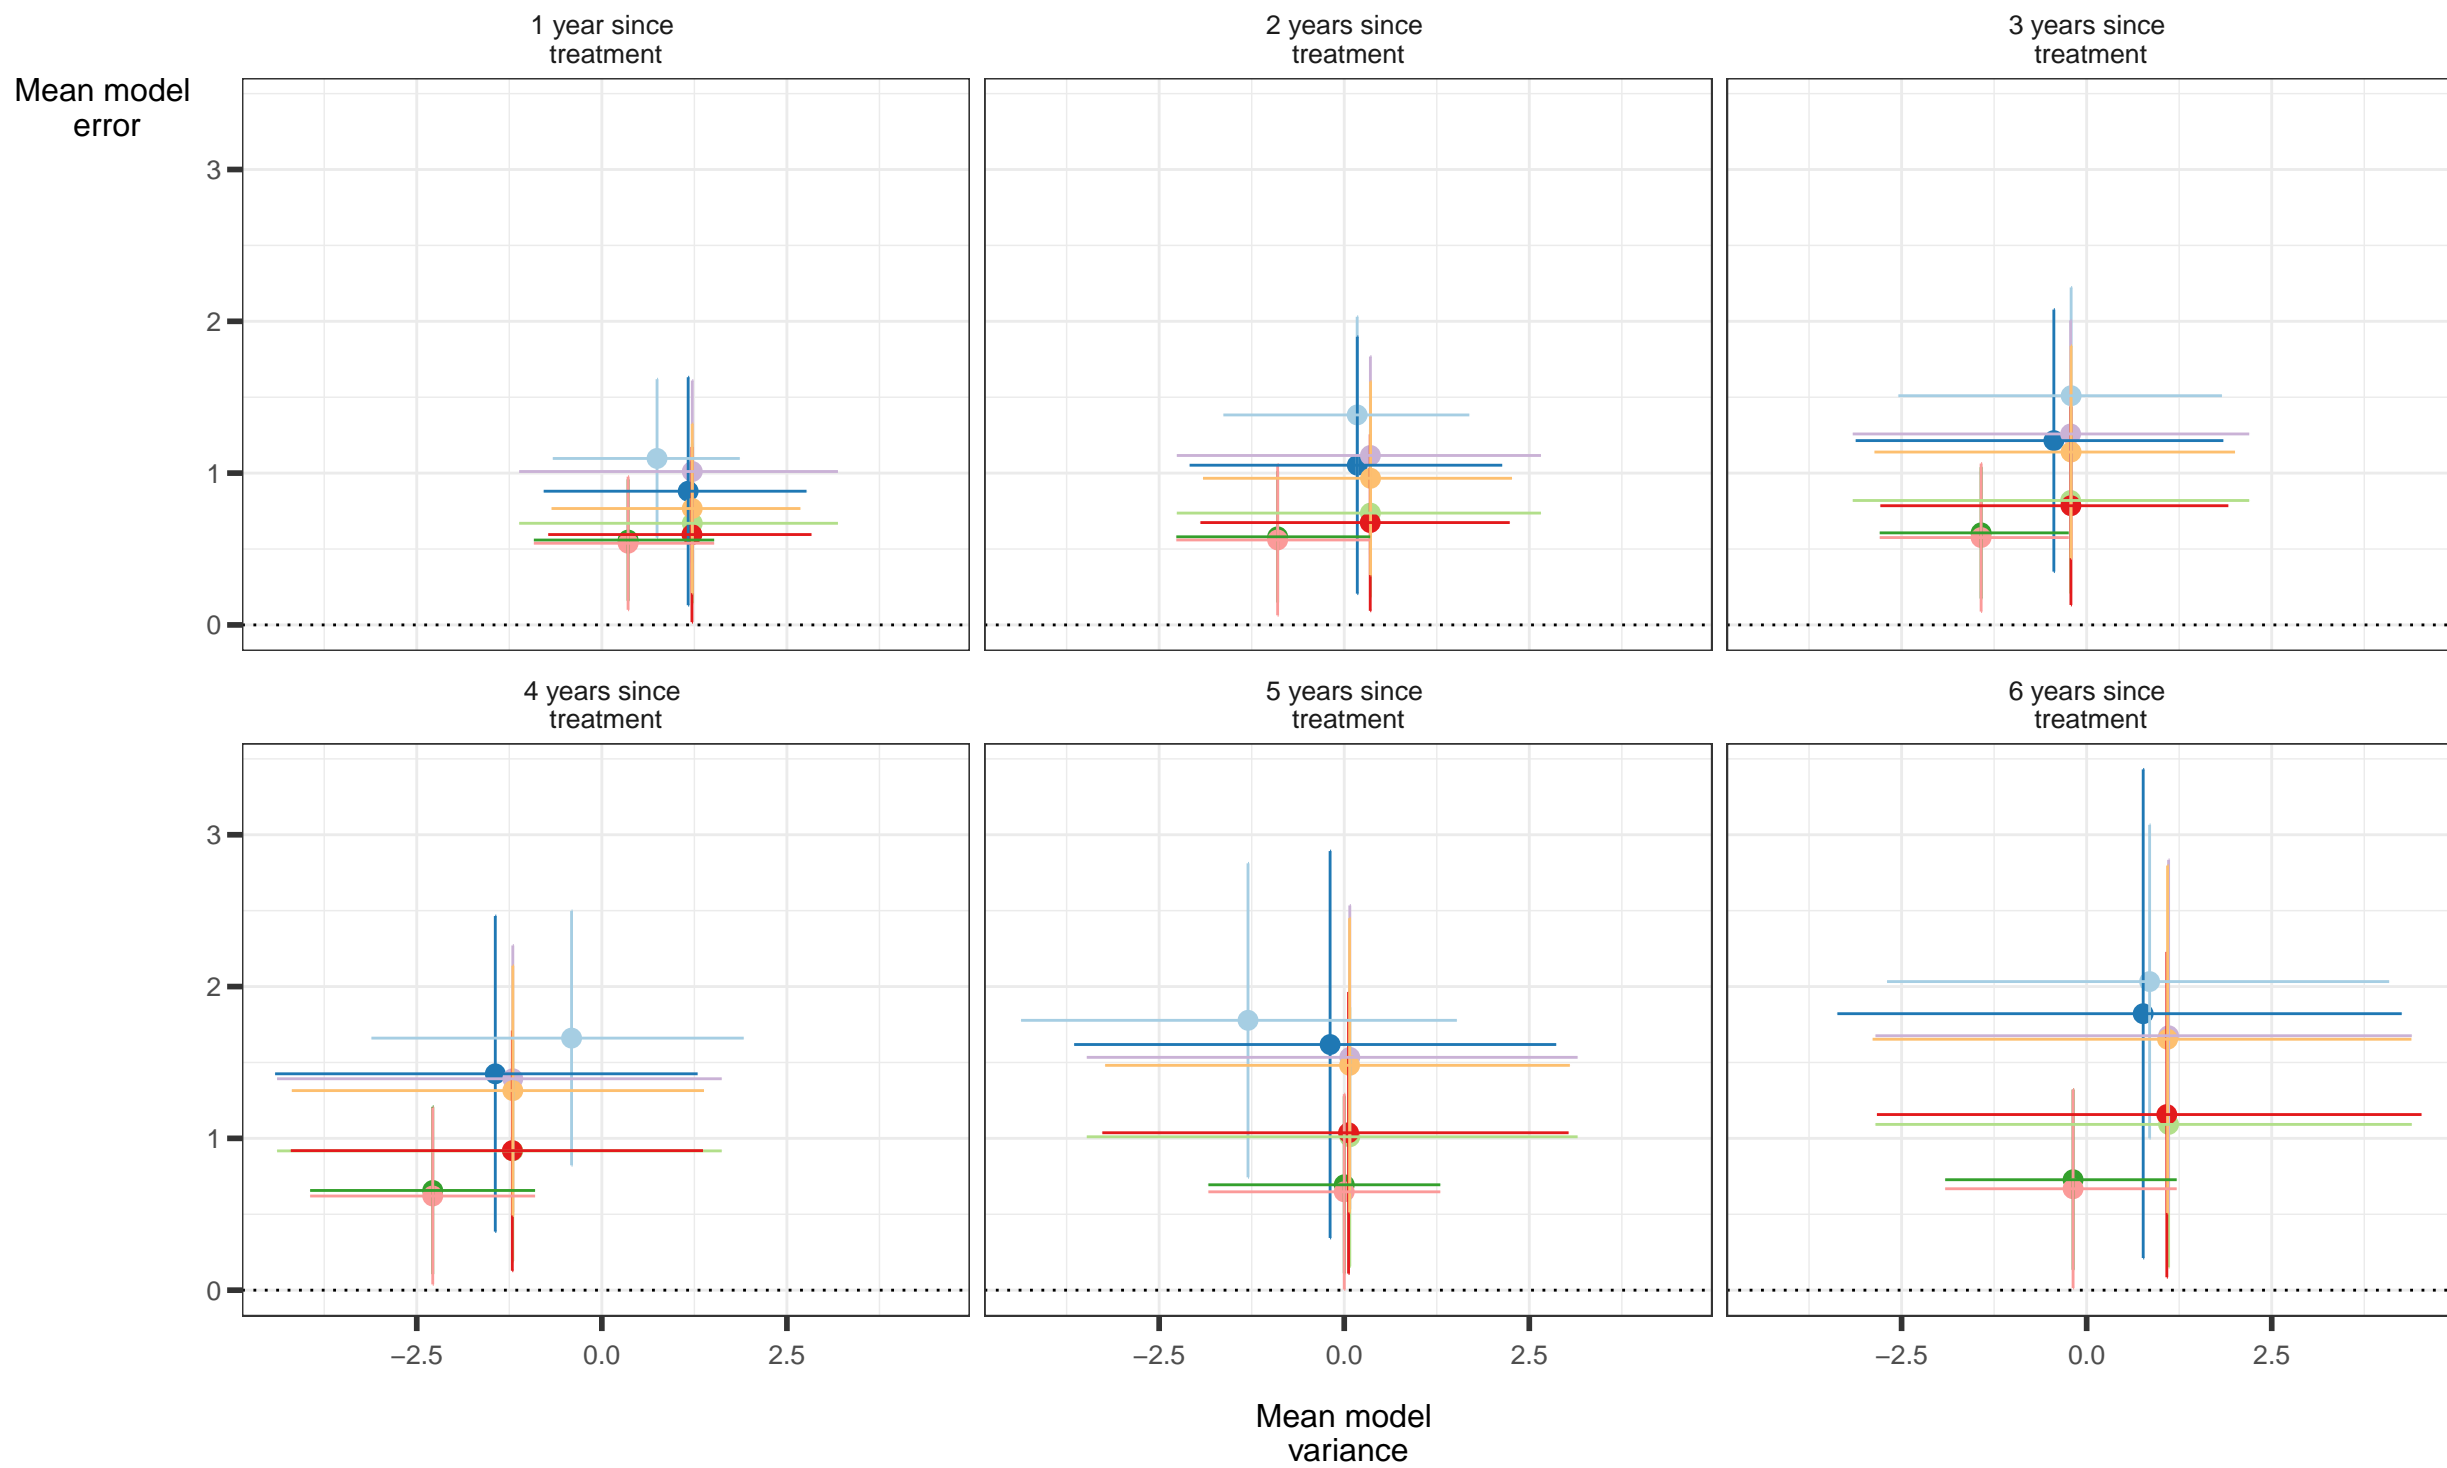 1 year since
treatment
2 years since
treatment
3 years since
treatment
Mean model
error
3
2
1
0
4 years since
treatment
5 years since
treatment
6 years since
treatment
3
2
1
0
−2.5
0.0
2.5
−2.5
0.0
2.5
−2.5
0.0
2.5
Mean model
variance